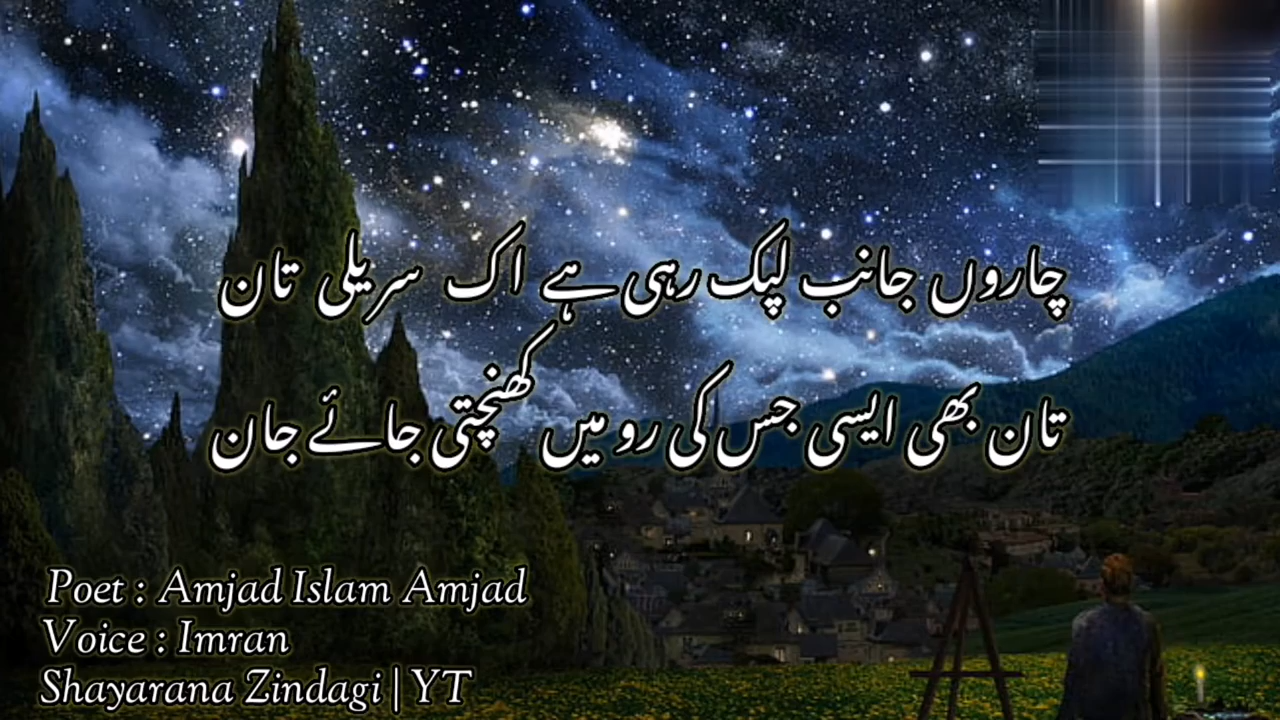 چاروں جانب لپک رہی ہے اک سریلی تان
تان بھی ایسی جس کی رو میں کھنچتی جائے جان
Poet : Amjad Islam Amjad
Voice : Imran
Shayarana Zindagi | YT